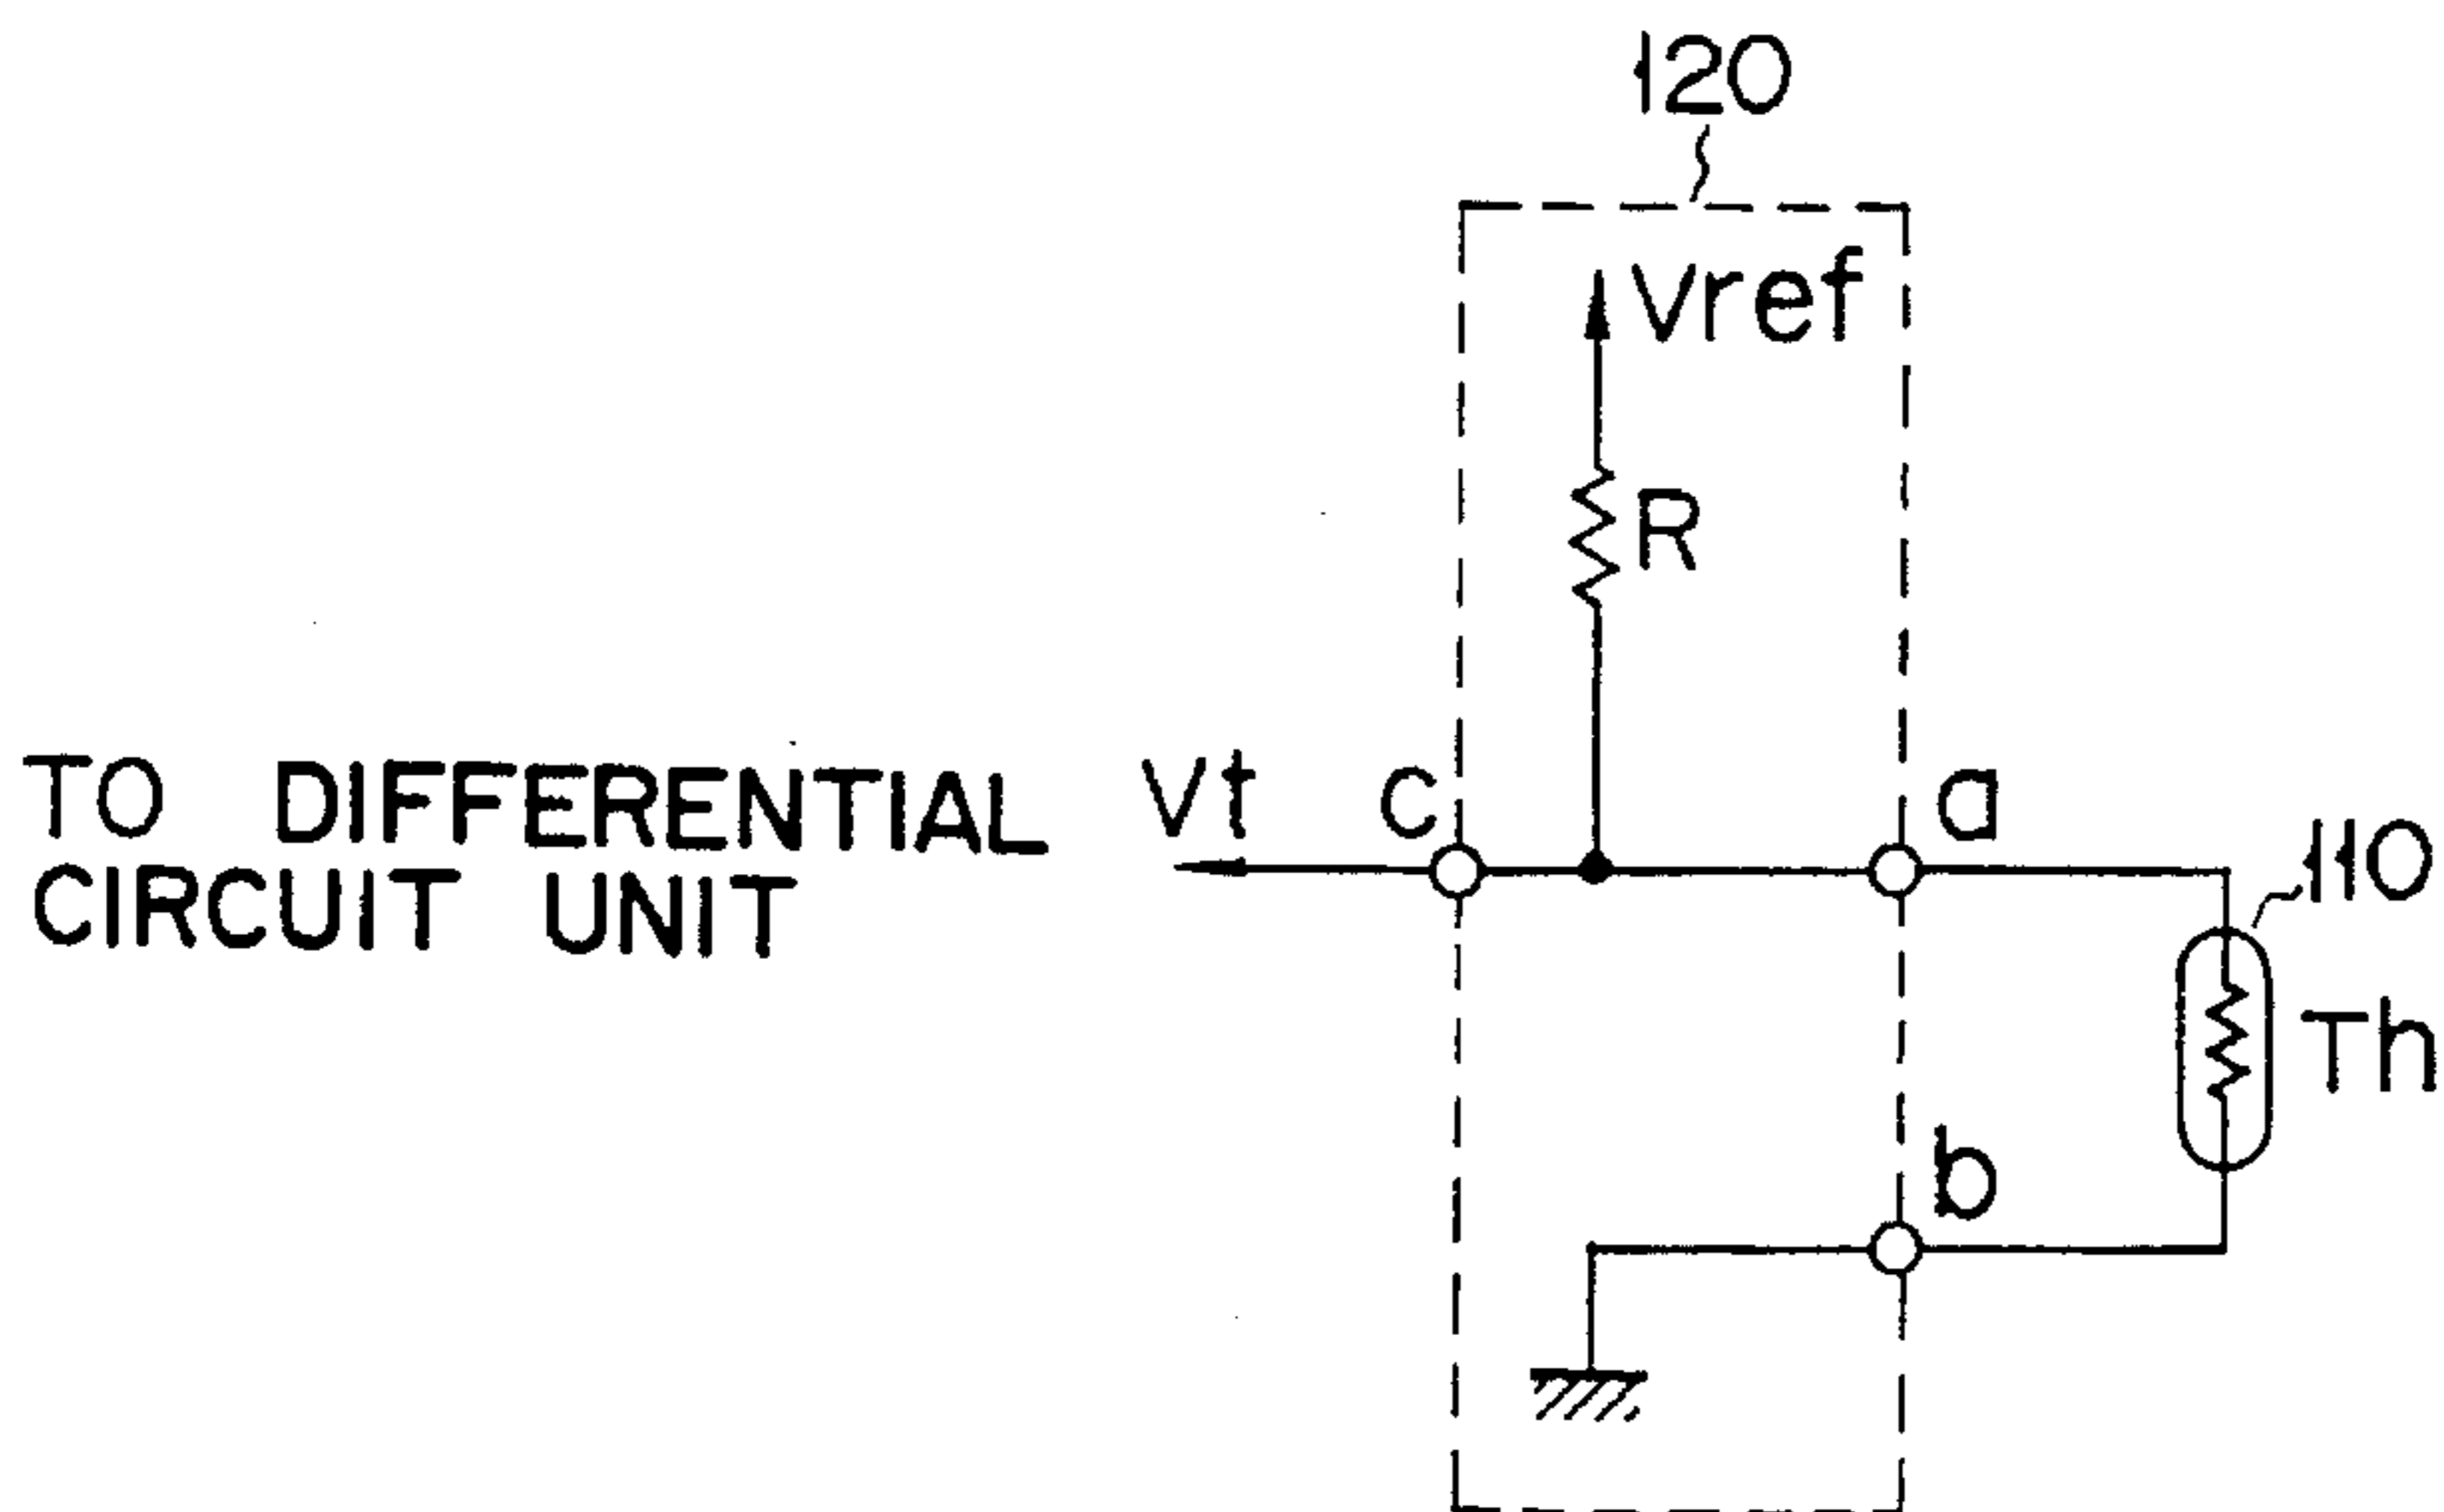 120
Vref
R
TO DIFFERENTIAL
CIRCUIT UNIT
Vt
c
a
110
Th
b